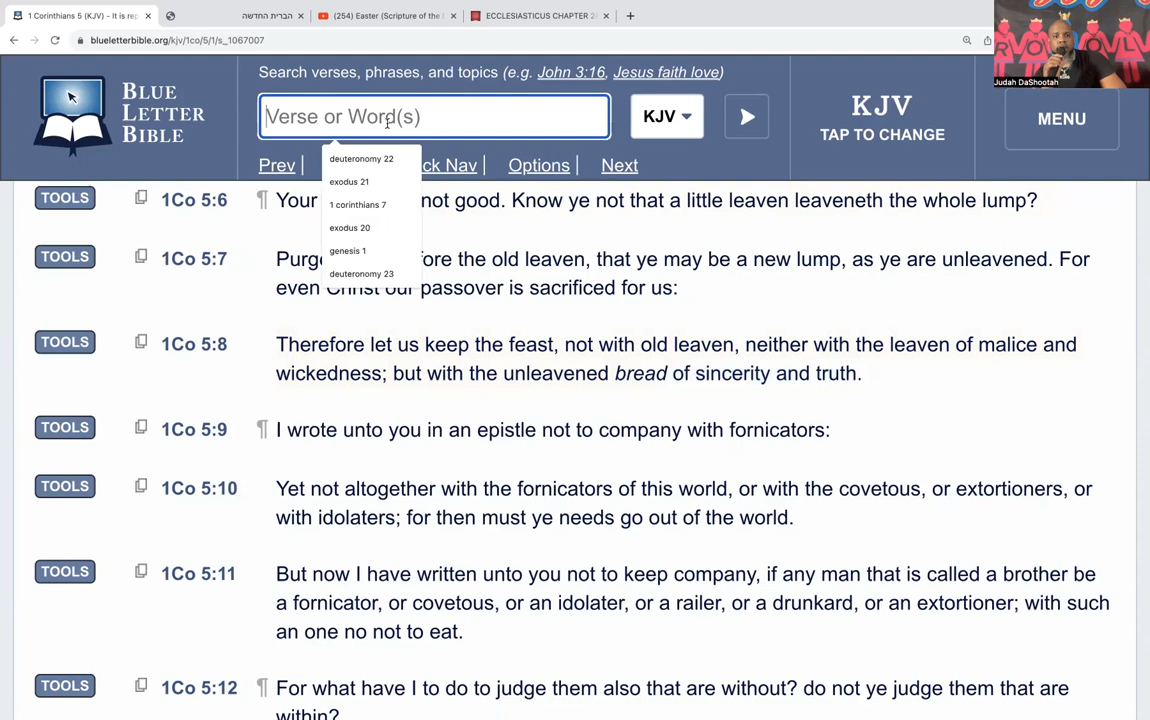 1 Corinthians 5 (KJV) - It is rep
הברית החדשה
(254) Easter (Scripture of the
ECCLESIASTICUS CHAPTER 2
blueletterbible.org/kjv/1co/5/1/s_1067007
Judah DaShootah
BLUE
LETTER
BIBLE
Search verses, phrases, and topics (e.g. John 3:16, Jesus faith love)
Verse or Word(s)
KJV
KJV
TAP TO CHANGE
MENU
Prev | ck Nav | Options | Next
deuteronomy 22
exodus 21
1 corinthians 7
exodus 20
genesis 1
deuteronomy 23
TOOLS 1Co 5:6 ¶ Your not good. Know ye not that a little leaven leaveneth the whole lump?
TOOLS 1Co 5:7 Purge fore the old leaven, that ye may be a new lump, as ye are unleavened. For
even Christ our passover is sacrificed for us:
TOOLS 1Co 5:8 Therefore let us keep the feast, not with old leaven, neither with the leaven of malice and
wickedness; but with the unleavened bread of sincerity and truth.
TOOLS 1Co 5:9 ¶ I wrote unto you in an epistle not to company with fornicators:
TOOLS 1Co 5:10 Yet not altogether with the fornicators of this world, or with the covetous, or extortioners, or
with idolaters; for then must ye needs go out of the world.
TOOLS 1Co 5:11 But now I have written unto you not to keep company, if any man that is called a brother be
a fornicator, or covetous, or an idolater, or a railer, or a drunkard, or an extortioner; with such
an one no not to eat.
TOOLS 1Co 5:12 ¶ For what have I to do to judge them also that are without? do not ye judge them that are
within?